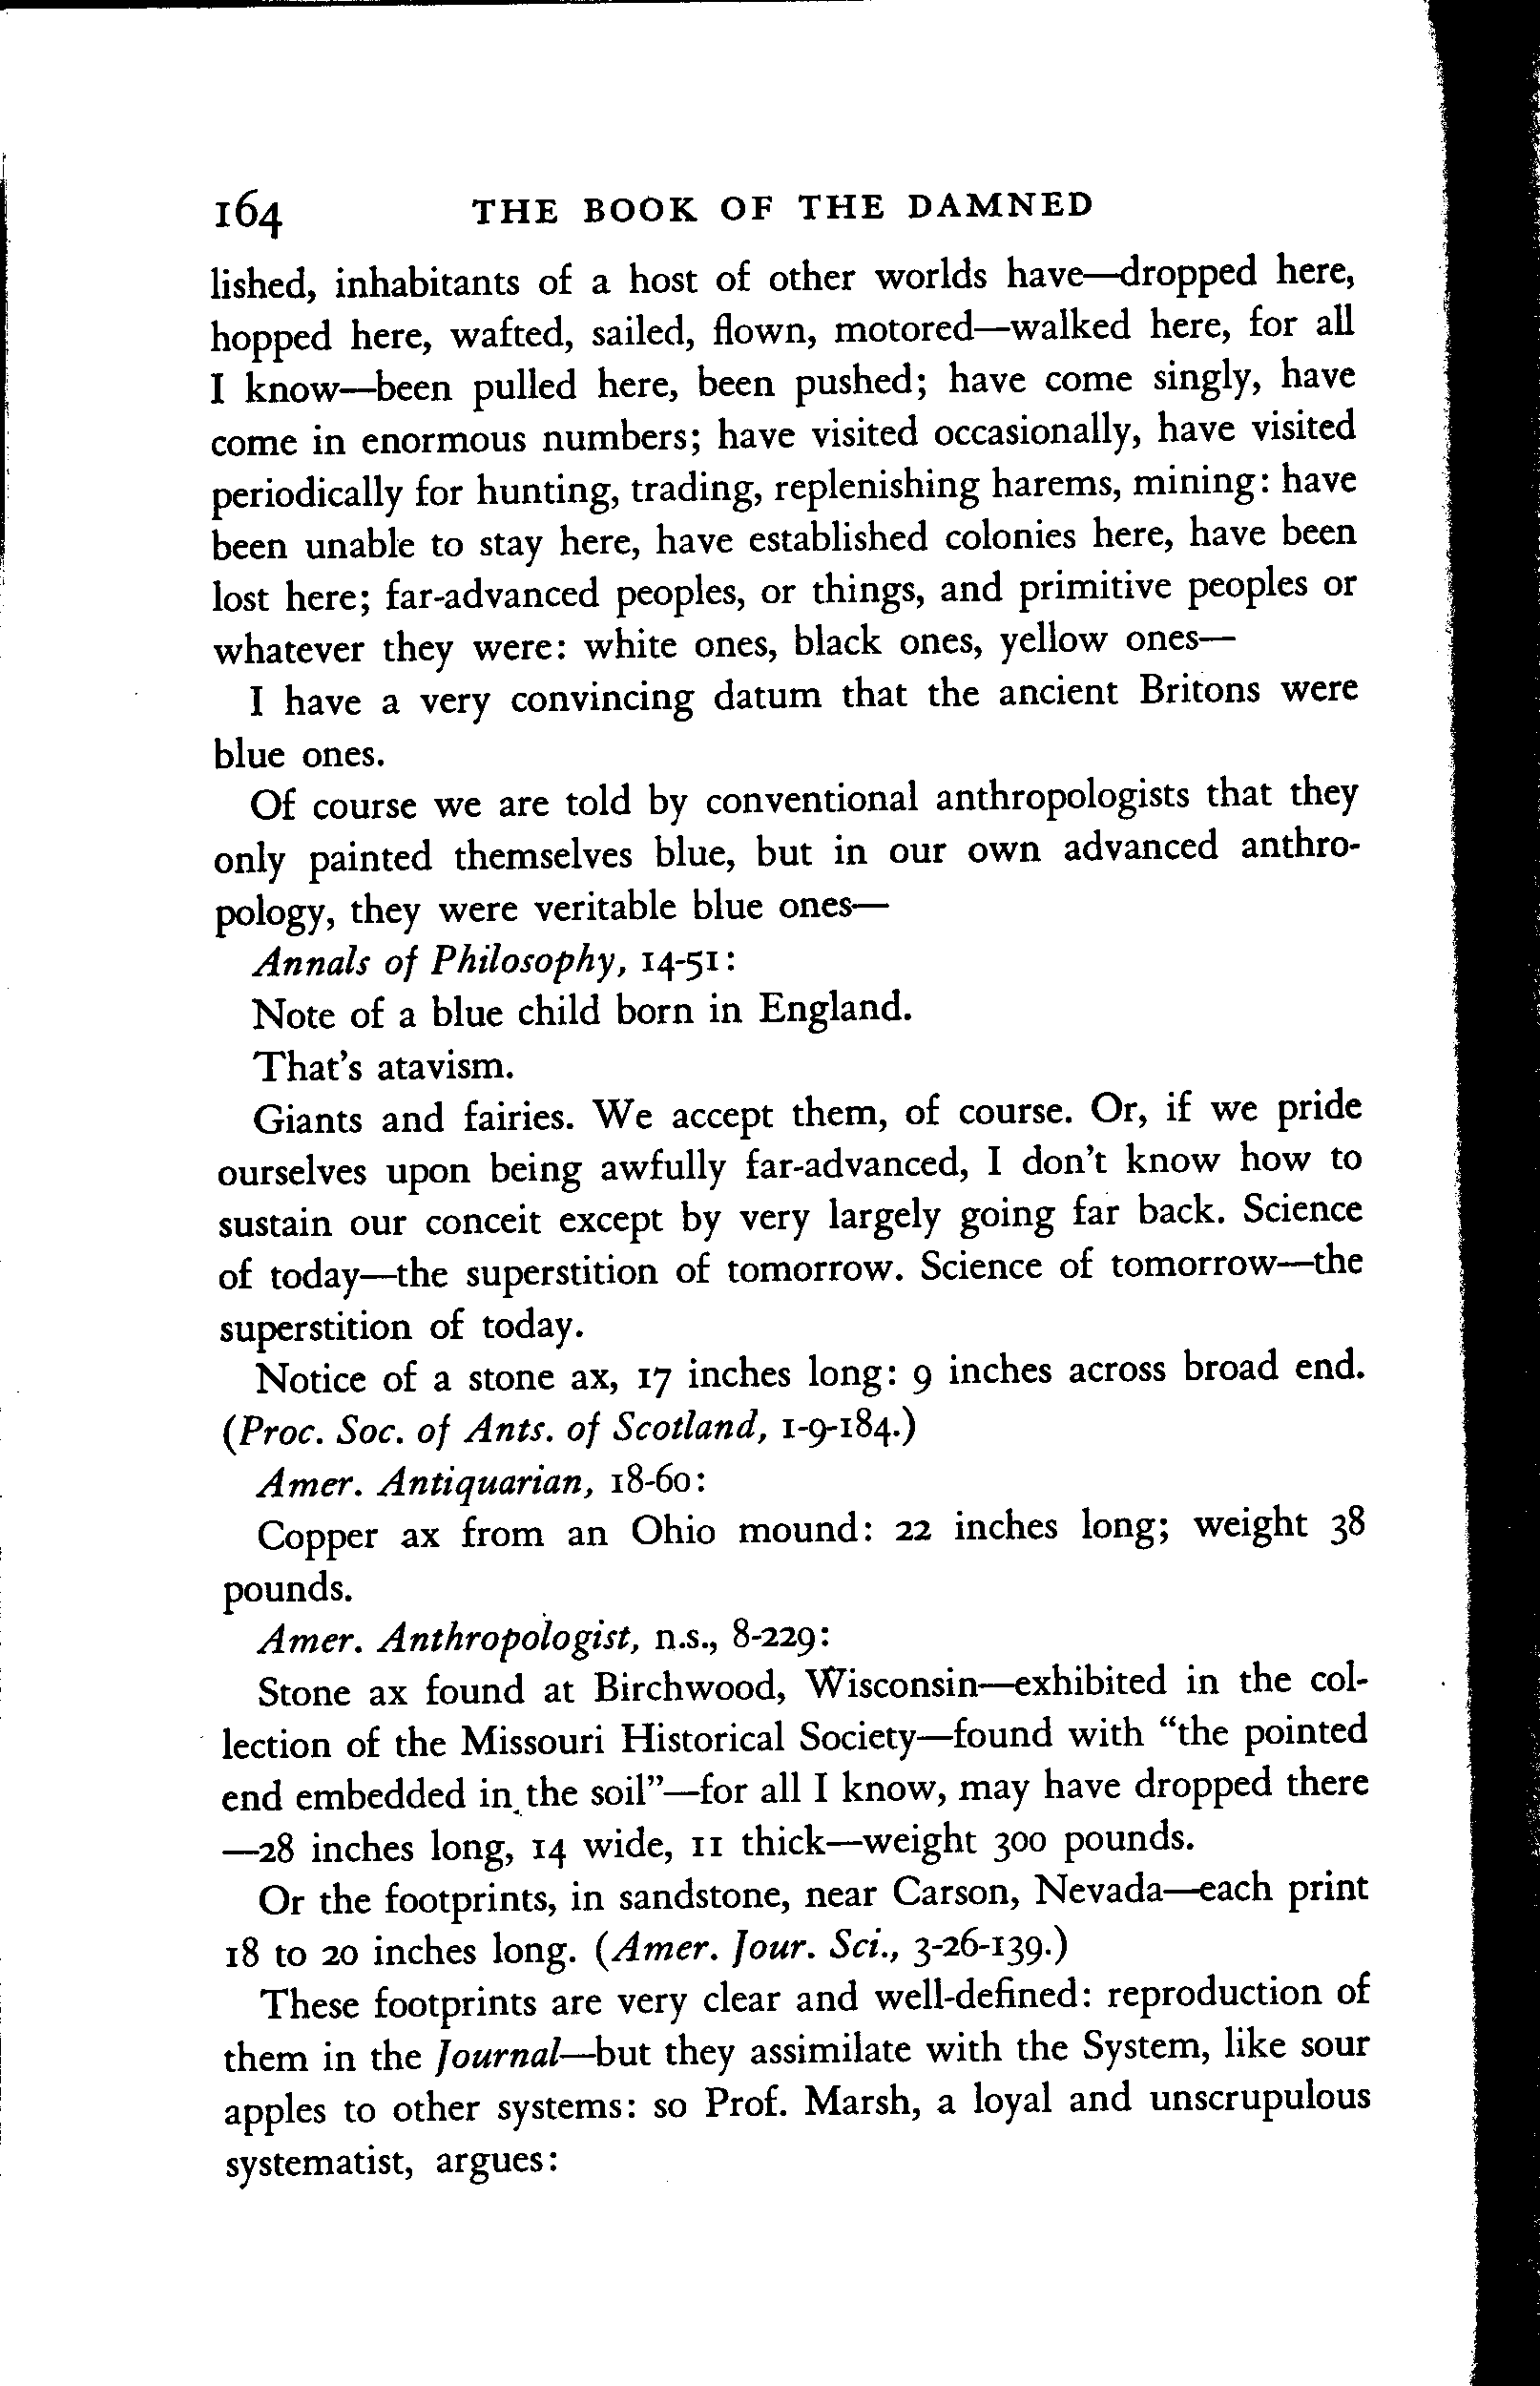 164 THE BOOK OF THE DAMNED
lished, inhabitants of a host of other worlds have—dropped here,
hopped here, wafted, sailed, flown, motored—walked here, for all
I know—been pulled here, been pushed; have come singly, have
come in enormous numbers; have visited occasionally, have visited
periodically for hunting, trading, replenishing harems, mining: have
been unable to stay here, have established colonies here, have been
lost here; far-advanced peoples, or things, and primitive peoples or
whatever they were: white ones, black ones, yellow ones—
I have a very convincing datum that the ancient Britons were
blue ones.
Of course we are told by conventional anthropologists that they
only painted themselves blue, but in our own advanced anthro-
pology, they were veritable blue ones—
Annals of Philosophy, 14-51:
Note of a blue child born in England.
That's atavism.
Giants and fairies. We accept them, of course. Or, if we pride
ourselves upon being awfully far-advanced, I don't know how to
sustain our conceit except by very largely going far back. Science
of today—the superstition of tomorrow. Science of tomorrow—the
superstition of today.
Notice of a stone ax, 17 inches long: 9 inches across broad end.
(Proc. Soc. of Ants. of Scotland, 1-9-184.)
Amer. Antiquarian, 18-60:
Copper ax from an Ohio mound: 22 inches long; weight 38
pounds.
Amer. Anthropologist, n.s., 8-229:
Stone ax found at Birchwood, Wisconsin—exhibited in the col-
lection of the Missouri Historical Society—found with "the pointed
end embedded in the soil"—for all I know, may have dropped there
—28 inches long, 14 wide, 11 thick—weight 300 pounds.
Or the footprints, in sandstone, near Carson, Nevada—each print
18 to 20 inches long. (Amer. Jour. Sci., 3-26-139.)
These footprints are very clear and well-defined: reproduction of
them in the Journal—but they assimilate with the System, like sour
apples to other systems: so Prof. Marsh, a loyal and unscrupulous
systematist, argues: